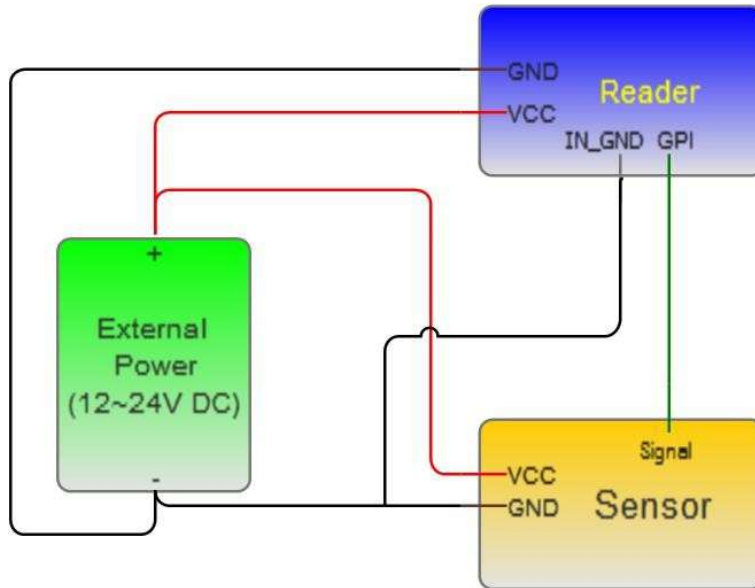 GND
Reader
VCC
IN_GND GPI
+
External
Power
(12~24V DC)
-
Signal
VCC
GND
Sensor